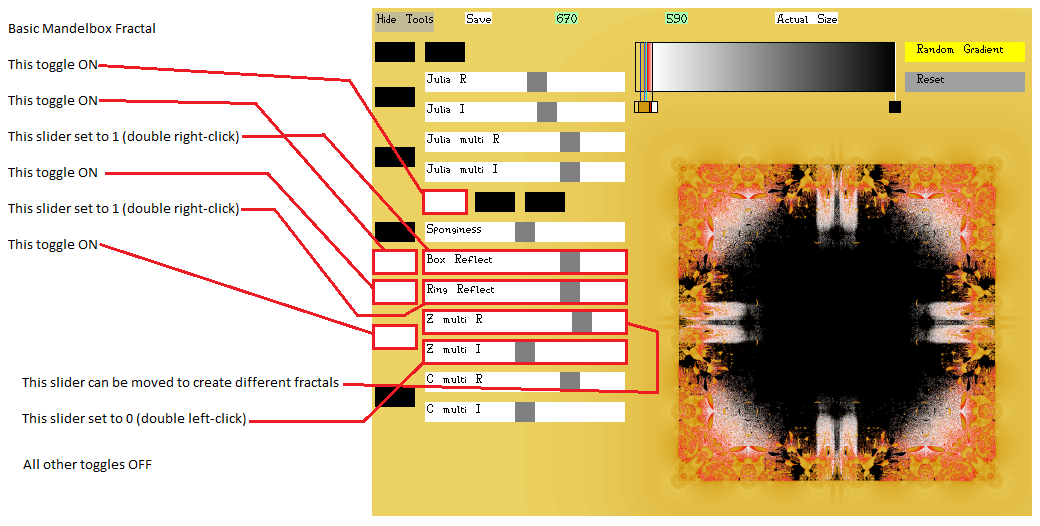 Basic Mandelbox Fractal
This toggle ON
This toggle ON
This slider set to 1 (double right-click)
This toggle ON
This slider set to 1 (double right-click)
This toggle ON
This slider can be moved to create different fractals
This slider set to 0 (double left-click)
All other toggles OFF
Hide Tools Save 670 590 Actual Size
Julia R
Julia I
Julia multi R
Julia multi I
Sponginess
Box Reflect
Ring Reflect
Z multi R
Z multi I
C multi R
C multi I
Random Gradient
Reset